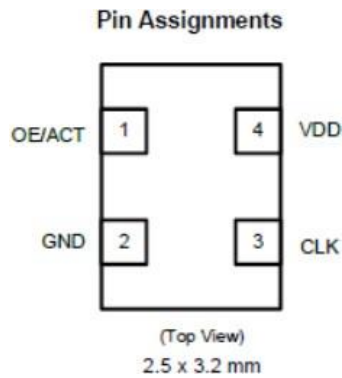 Pin Assignments
OE/ACT 1 4 VDD
GND 2 3 CLK
(Top View)
2.5 x 3.2 mm